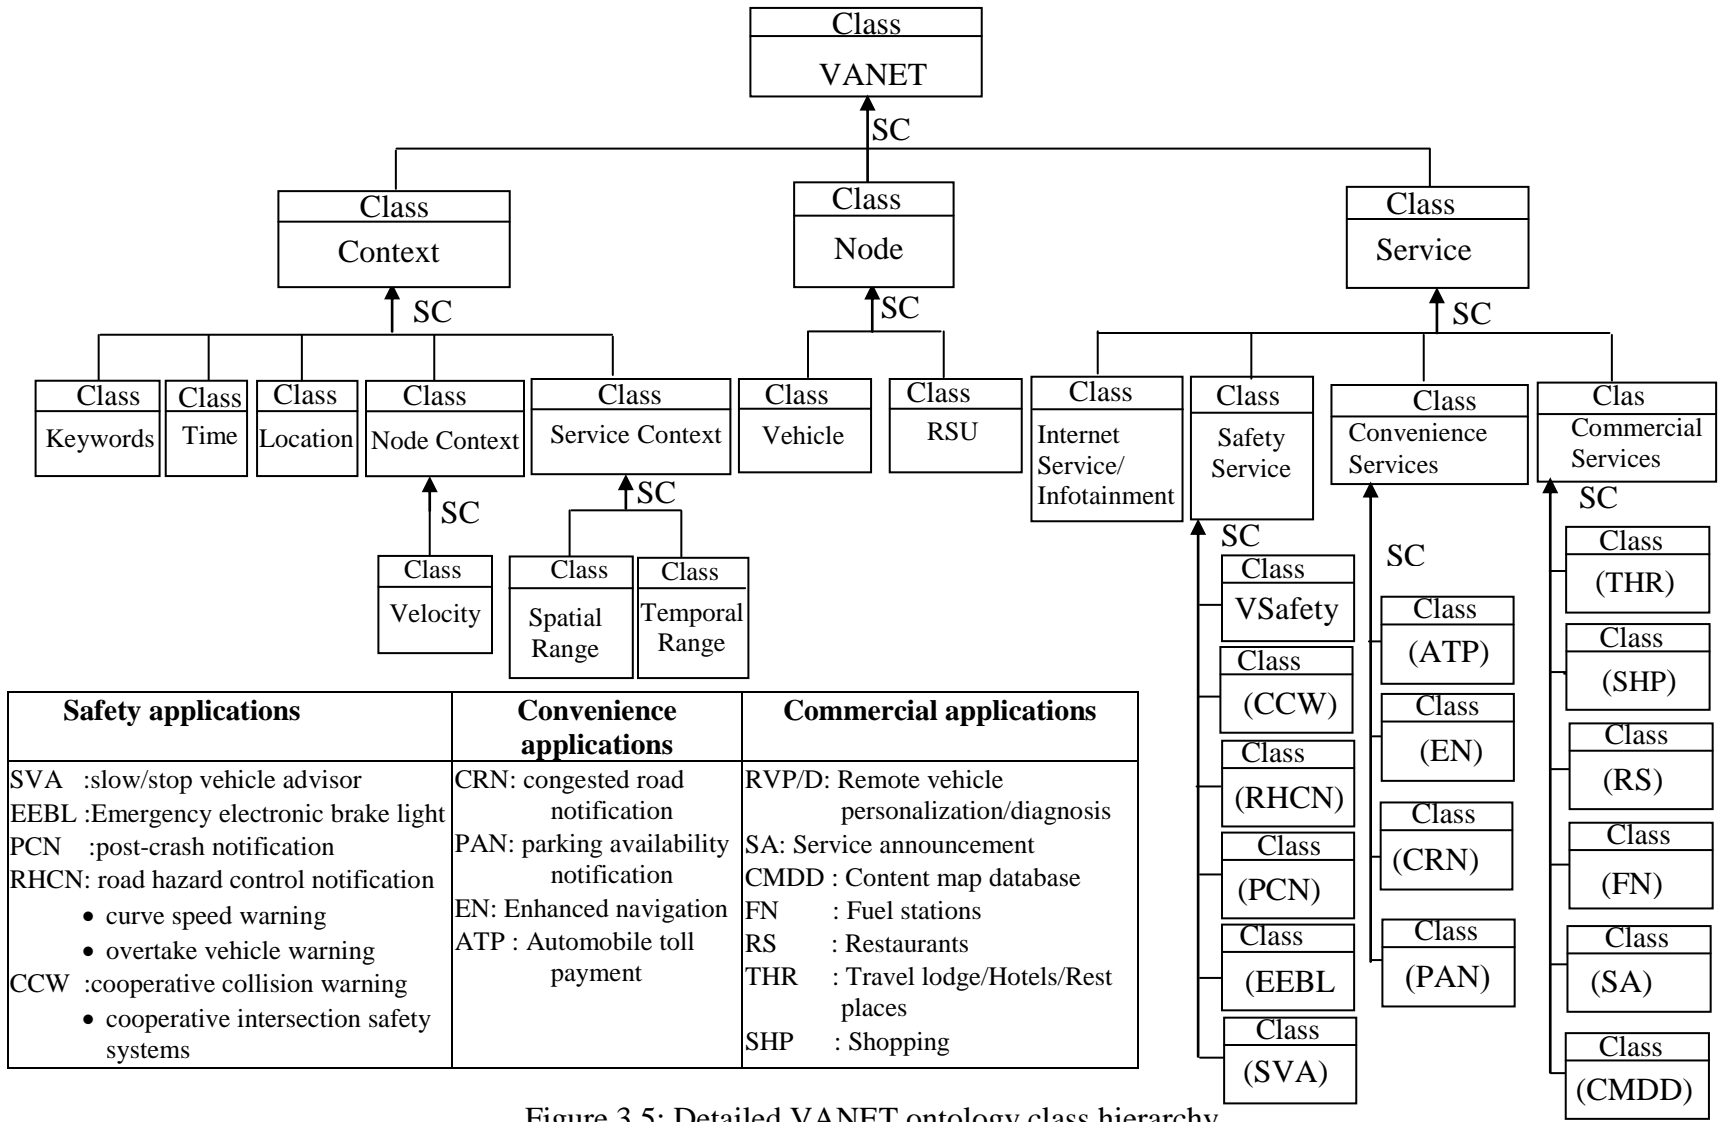 Class
VANET
SC
Class
Context
Class
Node
Class
Service
SC
SC
SC
Class
Keywords
Class
Time
Class
Location
Class
Node Context
Class
Service Context
Class
Vehicle
Class
RSU
Class
Internet
Service/
Infotainment
Class
Safety
Service
Class
Convenience
Services
Clas
Commercial
Services
SC
SC
Class
Velocity
Class
Spatial
Range
Class
Temporal
Range
SC
Class
VSafety
Class
(CCW)
Class
(RHCN)
Class
(PCN)
Class
(EEBL
Class
(SVA)
SC
Class
(ATP)
Class
(EN)
Class
(CRN)
Class
(PAN)
SC
Class
(THR)
Class
(SHP)
Class
(RS)
Class
(FN)
Class
(SA)
Class
(CMDD)
Safety applications
SVA :slow/stop vehicle advisor
EEBL :Emergency electronic brake light
PCN :post-crash notification
RHCN: road hazard control notification
• curve speed warning
• overtake vehicle warning
CCW :cooperative collision warning
• cooperative intersection safety
systems
Convenience
applications
CRN: congested road
notification
PAN: parking availability
notification
EN: Enhanced navigation
ATP : Automobile toll
payment
Commercial applications
RVP/D: Remote vehicle
personalization/diagnosis
SA: Service announcement
CMDD : Content map database
FN : Fuel stations
RS : Restaurants
THR : Travel lodge/Hotels/Rest
places
SHP : Shopping
Figure 3.5: Detailed VANET ontology class hierarchy